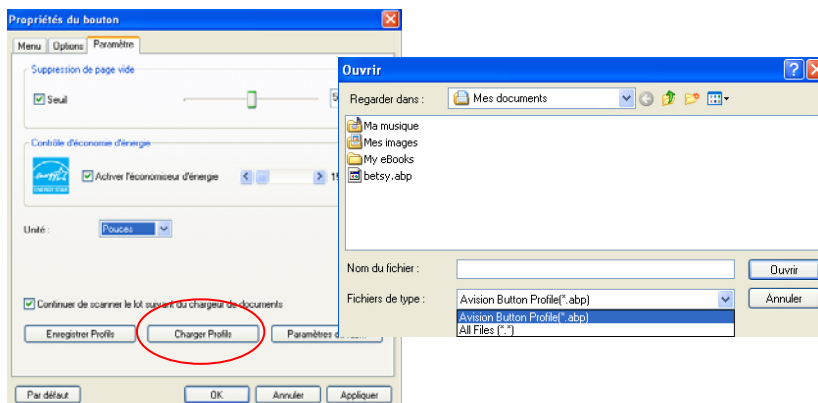 Propriétés du bouton
Menu Options Paramètre
Suppression de page vide
Seuil
Contrôle d'économie d'énergie
ENERGY STAR
Activer l'économiseur d'énergie
Unité : Pouces
Continuer de scanner le lot suivant du chargeur de documents
Enregistrer Profils Charger Profils Paramètres
Par défaut OK Annuler Appliquer
Ouvrir
Regarder dans : Mes documents
Ma musique
Mes images
My eBooks
betsy.abp
Nom du fichier : Ouvrir
Fichiers de type : Avision Button Profile(*.abp) Annuler
Avision Button Profile(*.abp)
All Files (*.*)